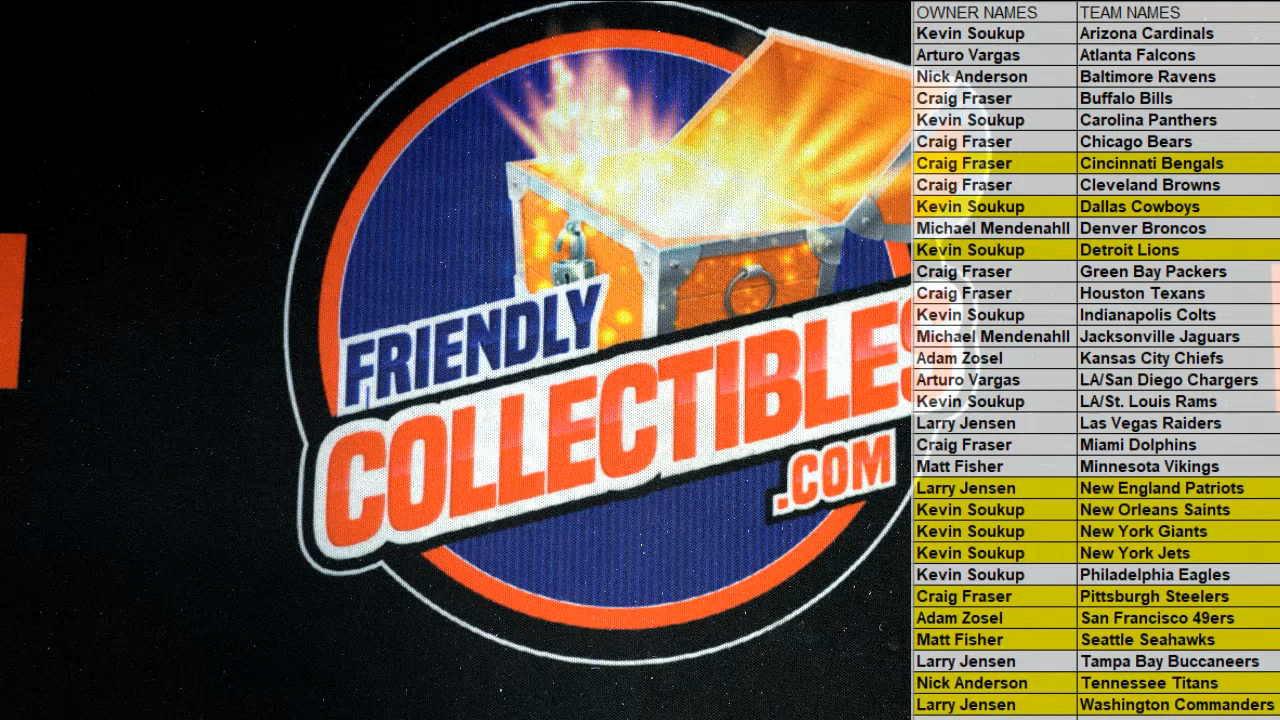 FRIENDLY
COLLECTIBLES
.COM
OWNER NAMES TEAM NAMES
Kevin Soukup Arizona Cardinals
Arturo Vargas Atlanta Falcons
Nick Anderson Baltimore Ravens
Craig Fraser Buffalo Bills
Kevin Soukup Carolina Panthers
Craig Fraser Chicago Bears
Craig Fraser Cincinnati Bengals
Craig Fraser Cleveland Browns
Kevin Soukup Dallas Cowboys
Michael Mendenahll Denver Broncos
Kevin Soukup Detroit Lions
Craig Fraser Green Bay Packers
Craig Fraser Houston Texans
Kevin Soukup Indianapolis Colts
Michael Mendenahll Jacksonville Jaguars
Adam Zosel Kansas City Chiefs
Arturo Vargas LA/San Diego Chargers
Kevin Soukup LA/St. Louis Rams
Larry Jensen Las Vegas Raiders
Craig Fraser Miami Dolphins
Matt Fisher Minnesota Vikings
Larry Jensen New England Patriots
Kevin Soukup New Orleans Saints
Kevin Soukup New York Giants
Kevin Soukup New York Jets
Kevin Soukup Philadelphia Eagles
Craig Fraser Pittsburgh Steelers
Adam Zosel San Francisco 49ers
Matt Fisher Seattle Seahawks
Larry Jensen Tampa Bay Buccaneers
Nick Anderson Tennessee Titans
Larry Jensen Washington Commanders